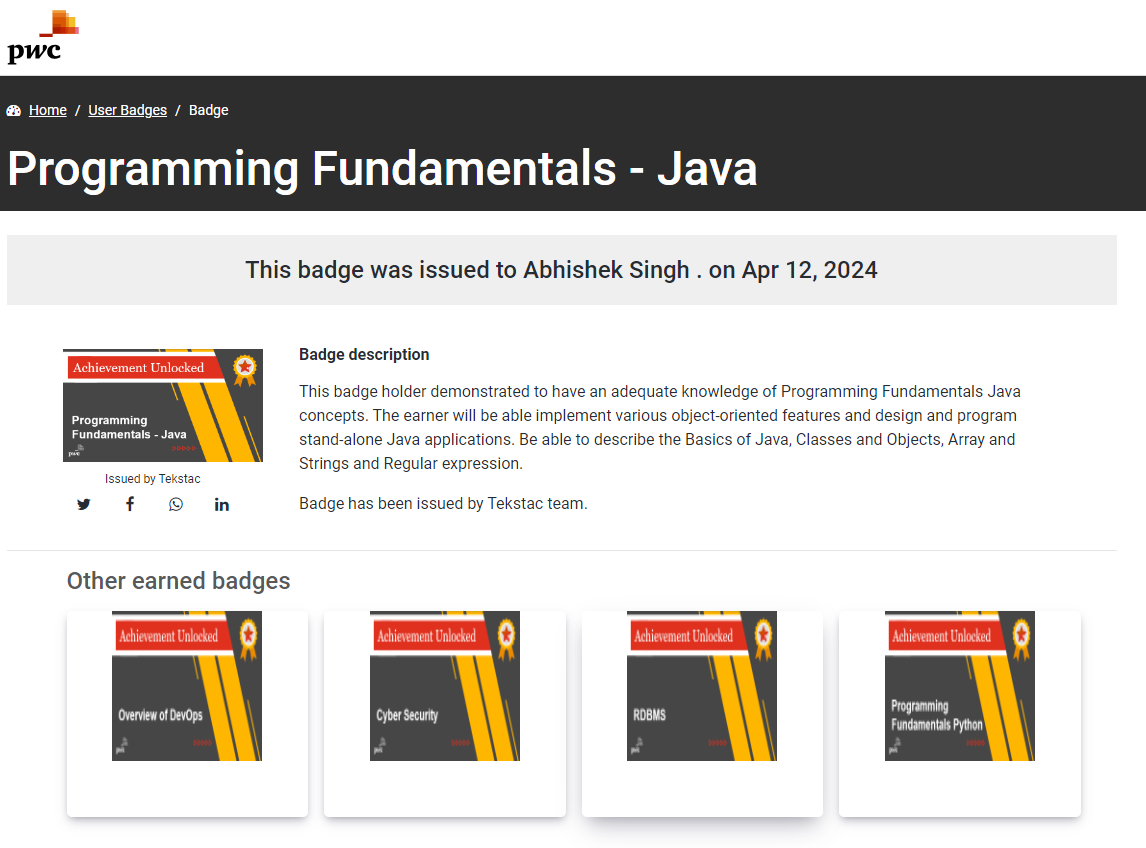 pwc
Home / User Badges / Badge
Programming Fundamentals - Java
This badge was issued to Abhishek Singh . on Apr 12, 2024
Achievement Unlocked
Programming
Fundamentals - Java
pwc
Issued by Tekstac
Badge description
This badge holder demonstrated to have an adequate knowledge of Programming Fundamentals Java
concepts. The earner will be able implement various object-oriented features and design and program
stand-alone Java applications. Be able to describe the Basics of Java, Classes and Objects, Array and
Strings and Regular expression.
Badge has been issued by Tekstac team.
Other earned badges
Achievement Unlocked
Overview of DevOps
pwc
Achievement Unlocked
Cyber Security
pwc
Achievement Unlocked
RDBMS
pwc
Achievement Unlocked
Programming
Fundamentals Python
pwc